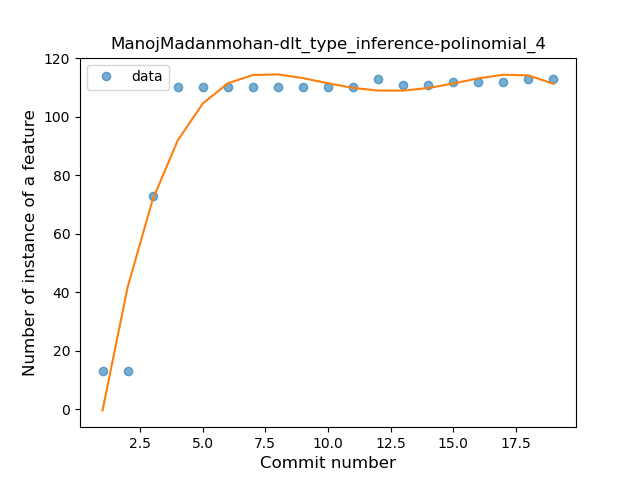 ManojMadanmohan-dlt_type_inference-polinomial_4
data
Number of instance of a feature
120
100
80
60
40
20
0
2.5 5.0 7.5 10.0 12.5 15.0 17.5
Commit number